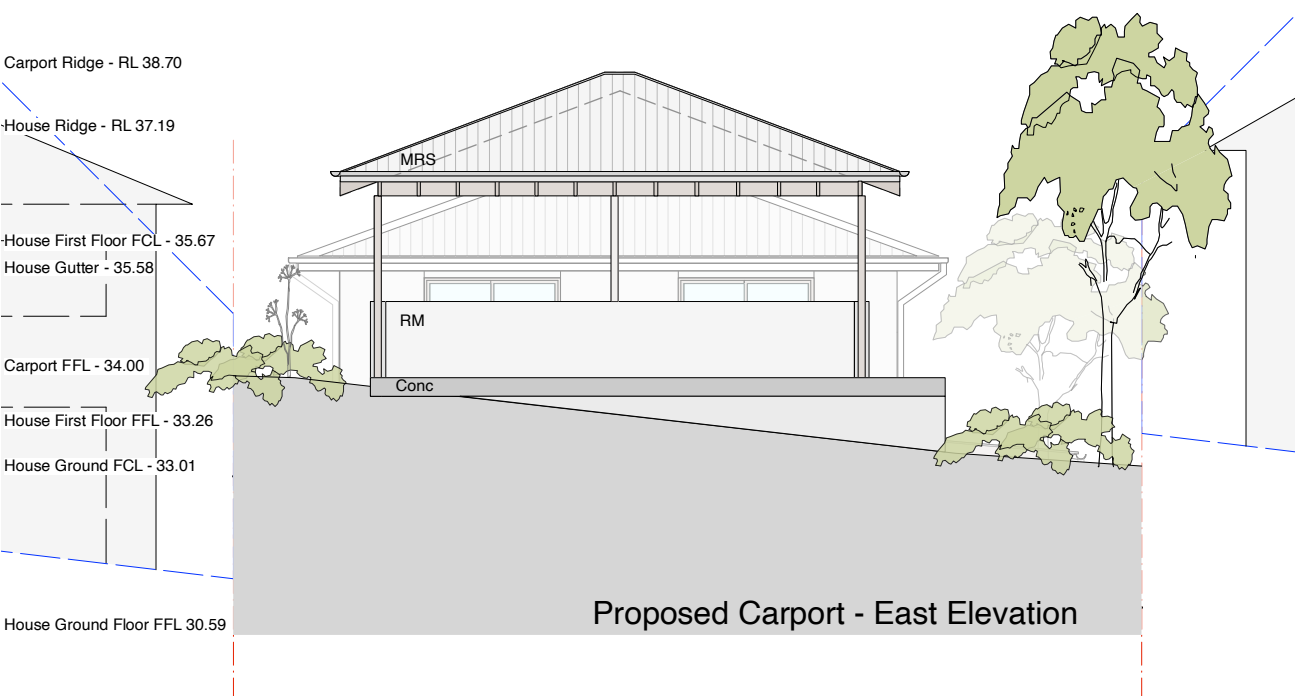 Carport Ridge - RL 38.70
House Ridge - RL 37.19
MRS
House First Floor FCL - 35.67
House Gutter - 35.58
RM
Carport FFL - 34.00
Conc
House First Floor FFL - 33.26
House Ground FCL - 33.01
Proposed Carport - East Elevation
House Ground Floor FFL 30.59